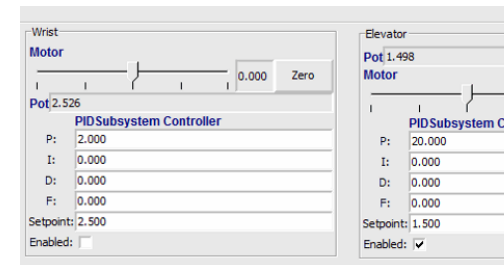 Wrist
Motor
0.000 Zero
Pot 2.526
PIDSubsystem Controller
P: 2.000
I: 0.000
D: 0.000
F: 0.000
Setpoint: 2.500
Enabled:
Elevator
Pot 1.498
Motor
PIDSubsystem C
P: 20.000
I: 0.000
D: 0.000
F: 0.000
Setpoint: 1.500
Enabled: